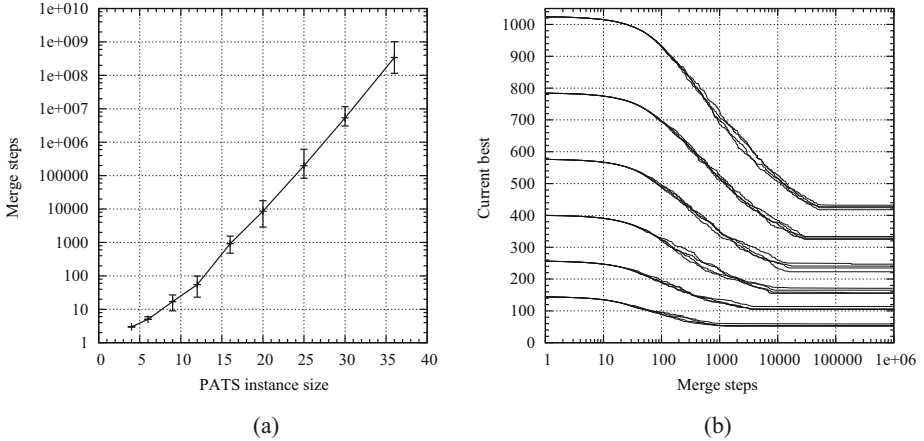 1e+010
1e+009
1e+008
1e+007
1e+006
100000
10000
1000
100
10
1
0 5 10 15 20 25 30 35 40
Merge steps
PATS instance size
(a)
1000
900
800
700
600
500
400
300
200
100
0
1 10 100 1000 10000 100000 1e+06
Current best
Merge steps
(b)